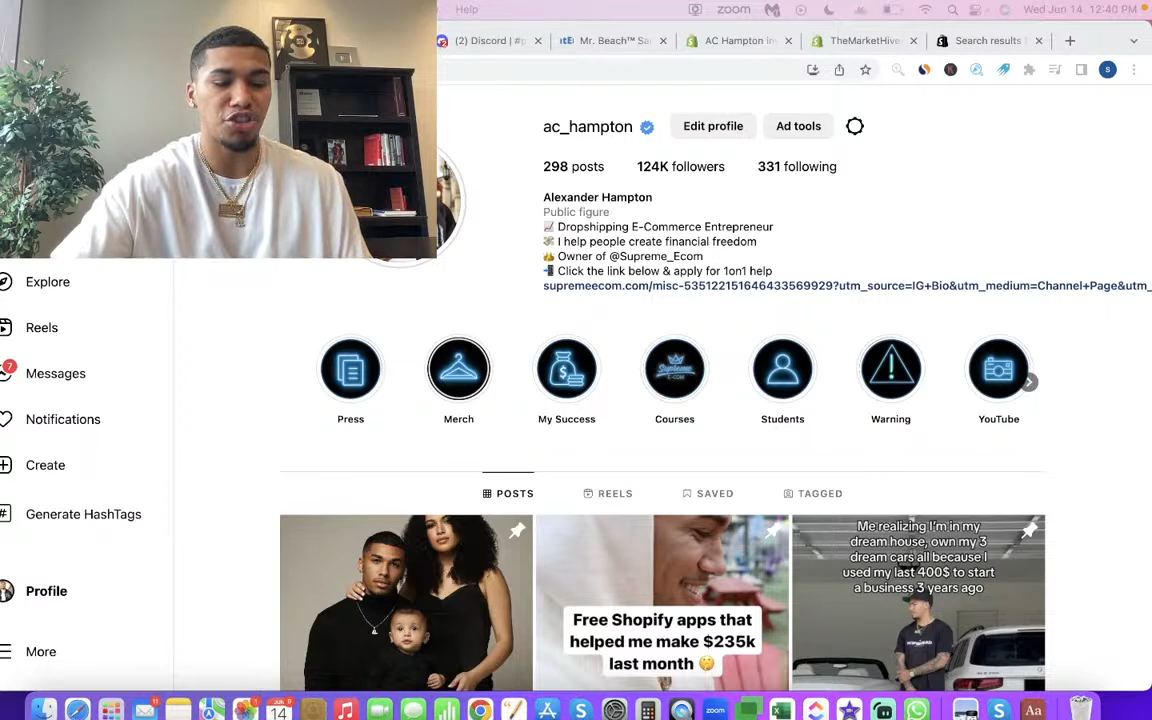 Help
zoom
Wed Jun 14 12:40 PM
(2) Discord | #p
Mr. Beach™ Sa
AC Hampton in
TheMarketHive
Search results
S
ac_hampton
Edit profile
Ad tools
298 posts
124K followers
331 following
Alexander Hampton
Public figure
📈 Dropshipping E-Commerce Entrepreneur
💸 I help people create financial freedom
👑 Owner of @Supreme_Ecom
📲 Click the link below & apply for 1on1 help
supremeecom.com/misc-535122151646433569929?utm_source=IG+Bio&utm_medium=Channel+Page&utm_
Explore
Reels
7
Messages
Notifications
Create
Generate HashTags
Profile
More
Supreme
E-COM
Press
Merch
My Success
Courses
Students
Warning
YouTube
POSTS
REELS
SAVED
TAGGED
Free Shopify apps that
helped me make $235k
last month 🤫
Me realizing I'm in my
dream house, own my 3
dream cars all because I
used my last 400$ to start
a business 3 years ago
14
zoom
Aa